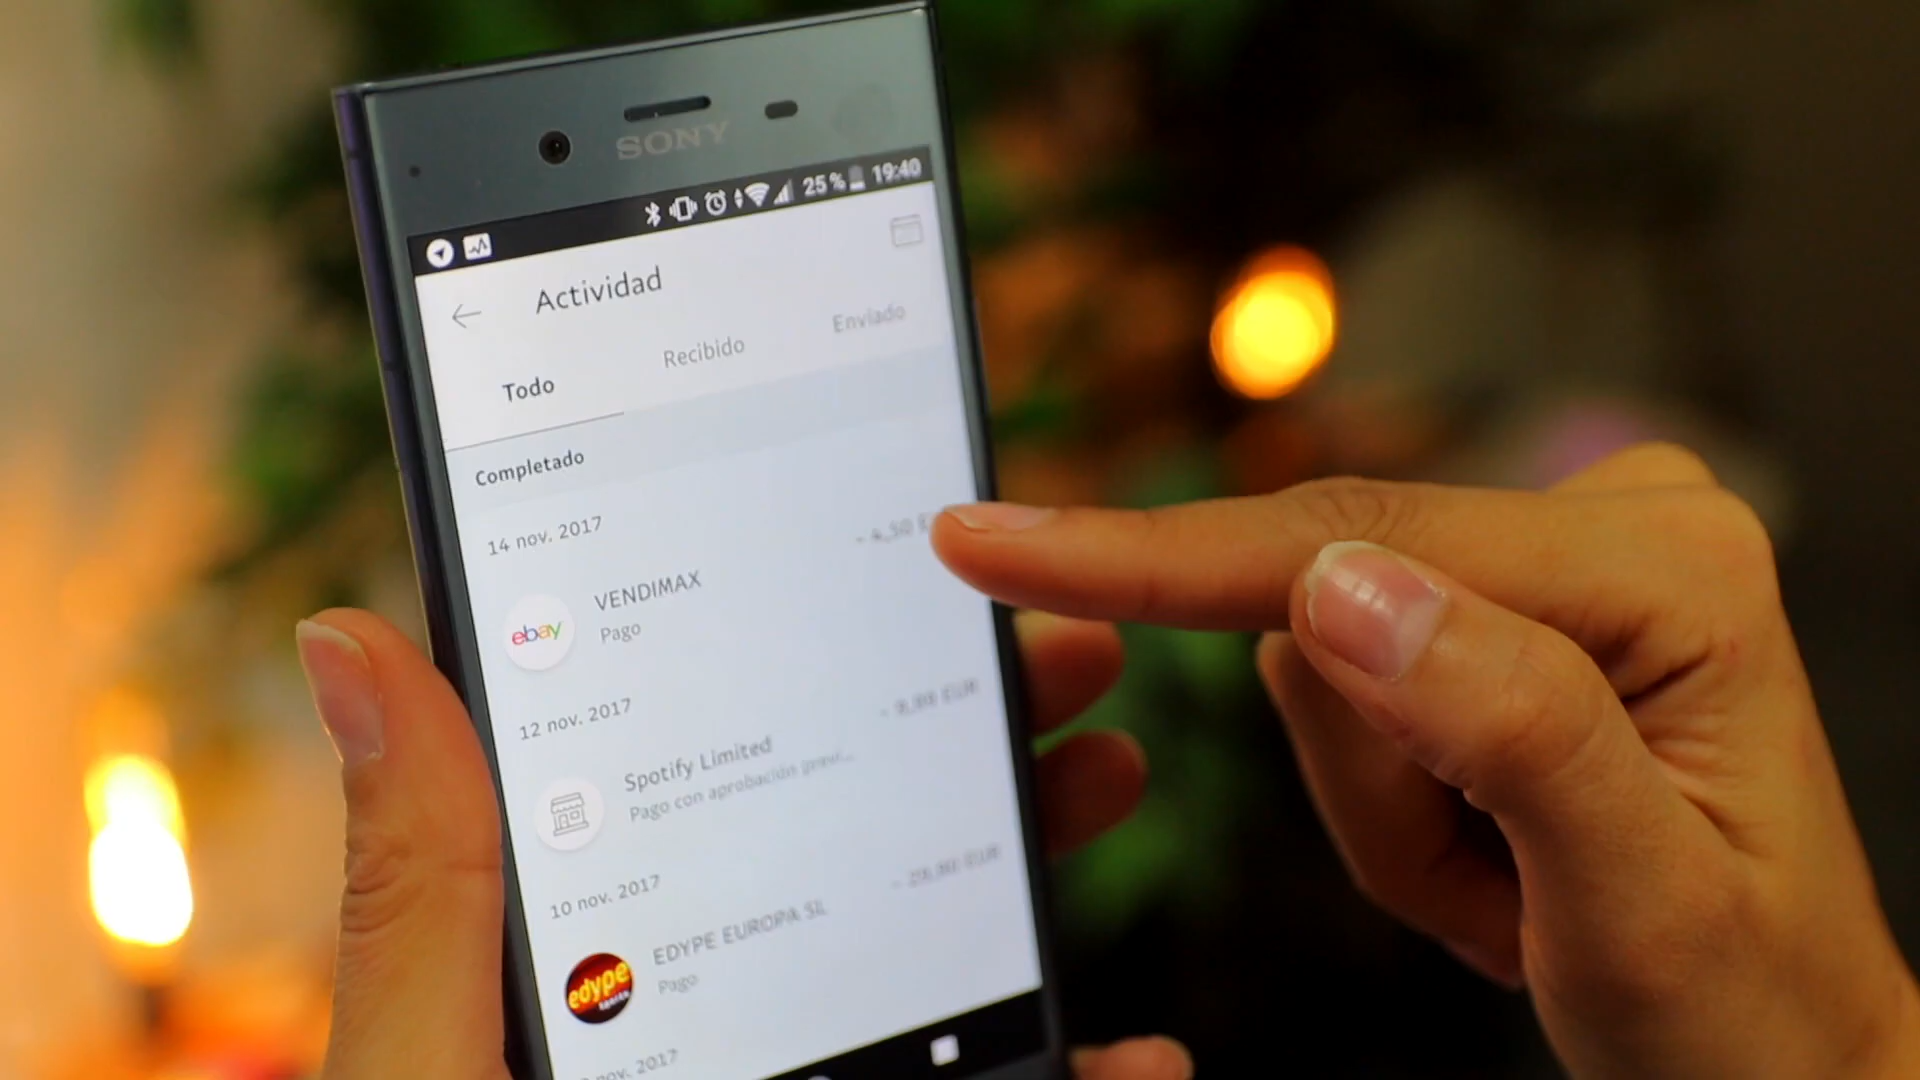 SONY
25% 19:40
Actividad
Todo Recibido Enviado
Completado
14 nov. 2017
VENDIMAX
Pago
ebay
12 nov. 2017
Spotify Limited
Pago con aprobación
10 nov. 2017
EDYPE EUROPA SL
Pago
edype
nov. 2017